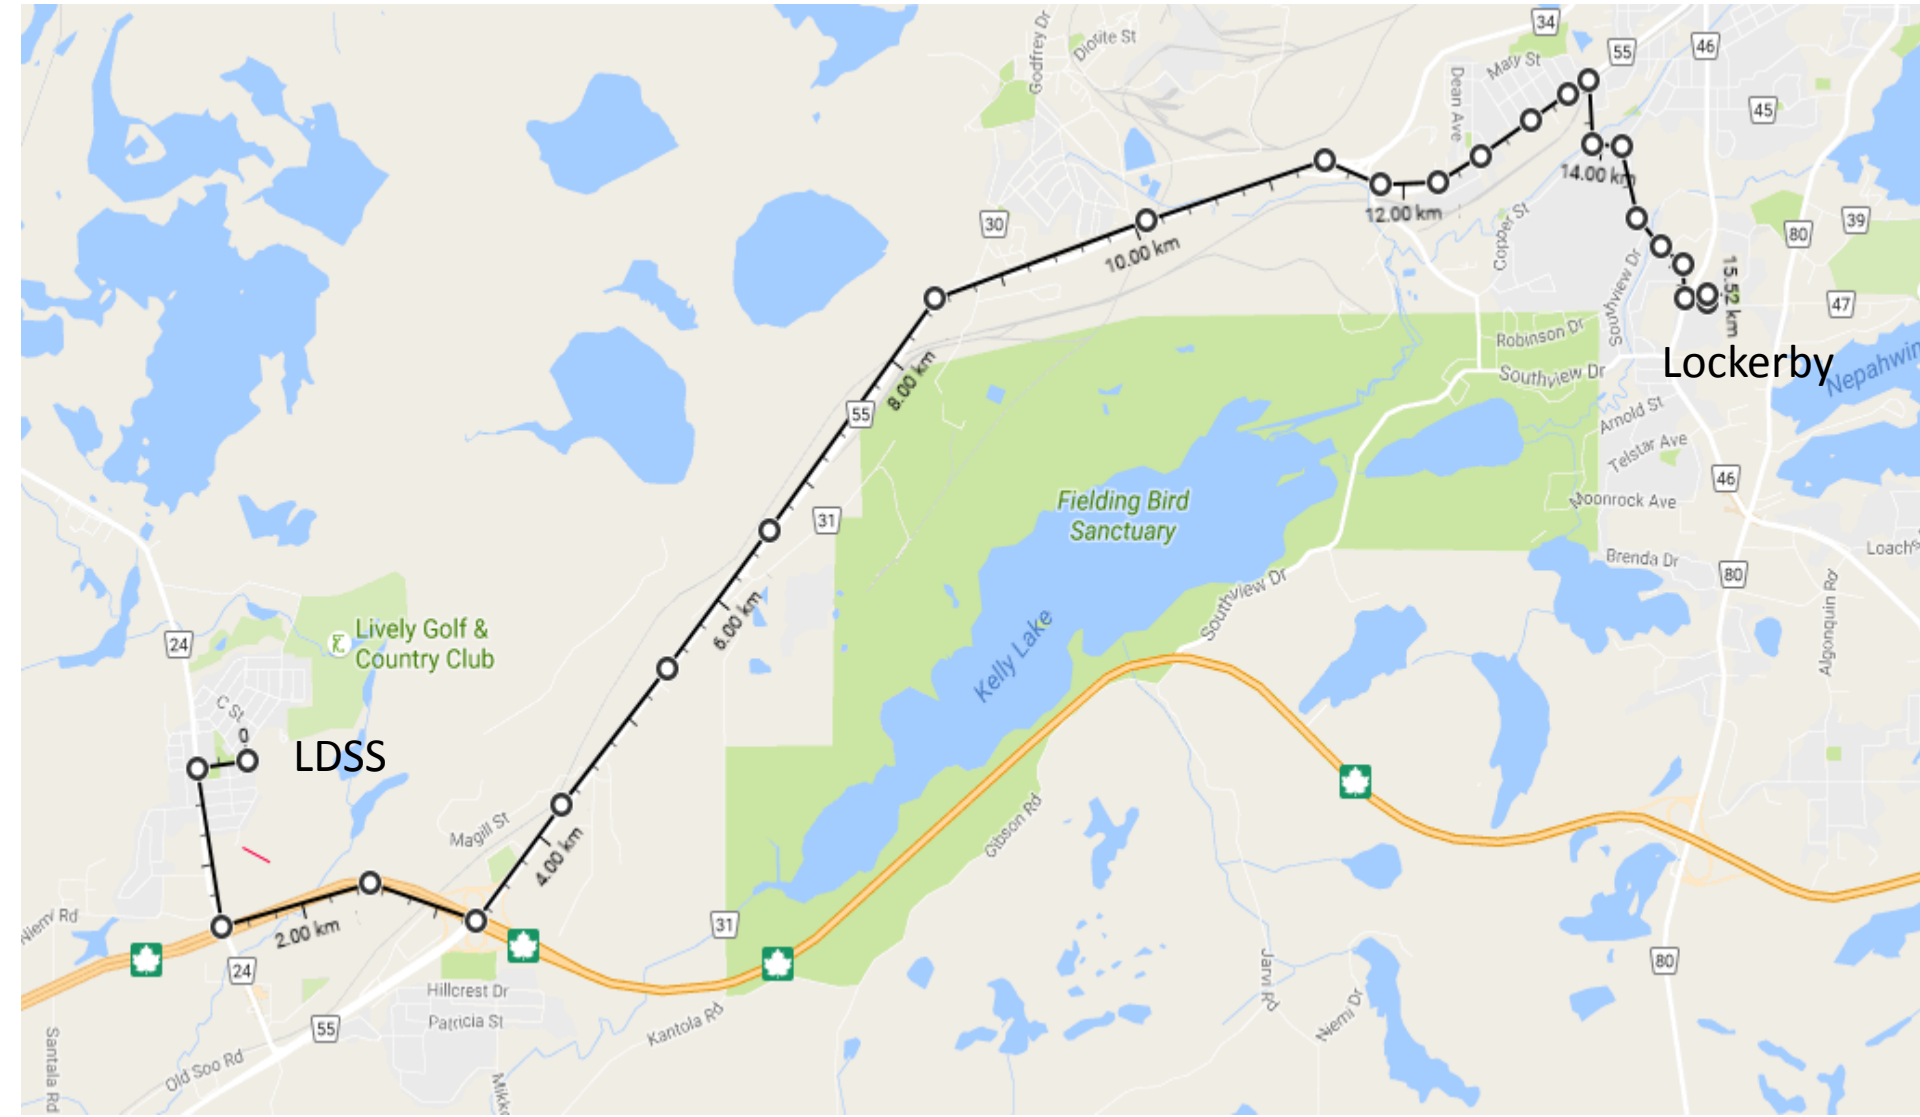 Godfrey Dr
Diorite St
34
55
46
Mary St
Dean Ave
45
14.00 km
30
12.00 km
Copper St
39
80
10.00 km
Southview Dr
15.52 km
47
Robinson Dr
Southview Dr
Lockerby
Nepahwin
8.00 km
55
Arnold St
Telstar Ave
46
Moonrock Ave
Fielding Bird
Sanctuary
31
Brenda Dr
Loachs
80
Algonquin Rd
Southview Dr
6.00 km
24
Lively Golf &
Country Club
Kelly Lake
C St
0
LDSS
Magill St
4.00 km
Gibson Rd
Niemi Rd
2.00 km
31
24
80
Jarvi Rd
Hillcrest Dr
Patricia St
Niemi Dr
55
Kantola Rd
Santala Rd
Old Soo Rd
Mikko